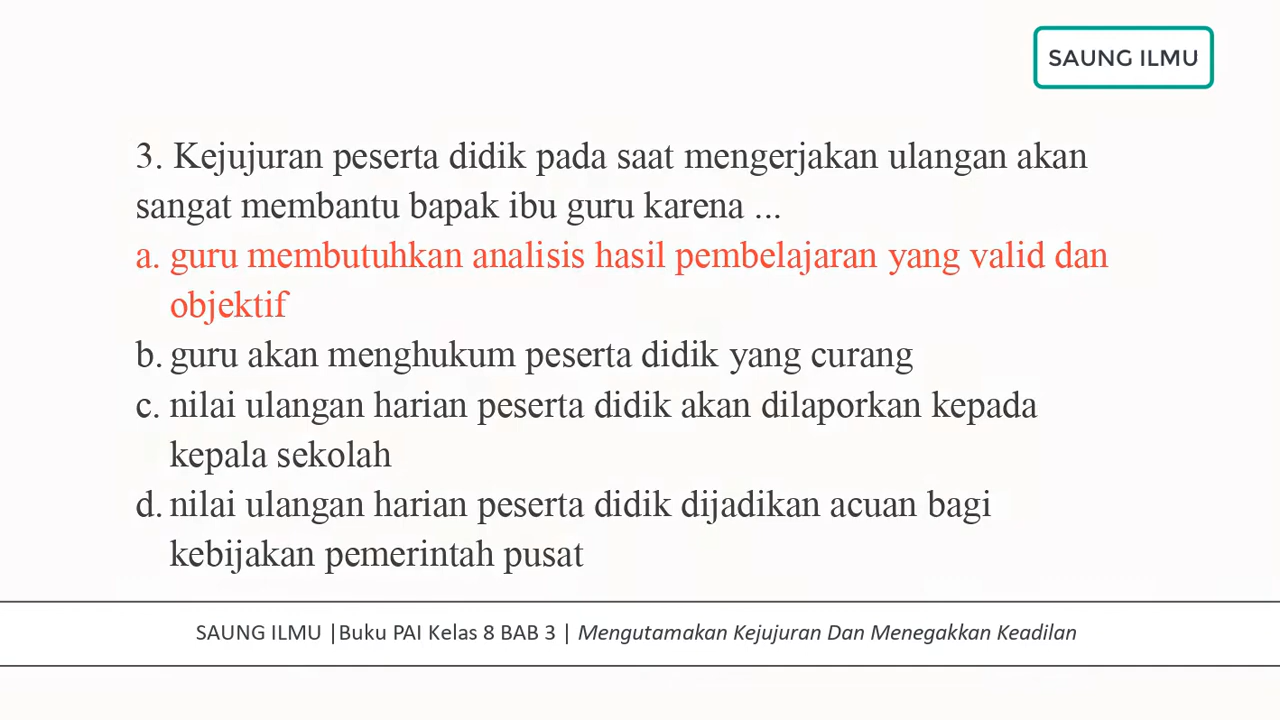 SAUNG ILMU
3. Kejujuran peserta didik pada saat mengerjakan ulangan akan
sangat membantu bapak ibu guru karena ...
a. guru membutuhkan analisis hasil pembelajaran yang valid dan
objektif
b. guru akan menghukum peserta didik yang curang
c. nilai ulangan harian peserta didik akan dilaporkan kepada
kepala sekolah
d. nilai ulangan harian peserta didik dijadikan acuan bagi
kebijakan pemerintah pusat
SAUNG ILMU |Buku PAI Kelas 8 BAB 3 | Mengutamakan Kejujuran Dan Menegakkan Keadilan